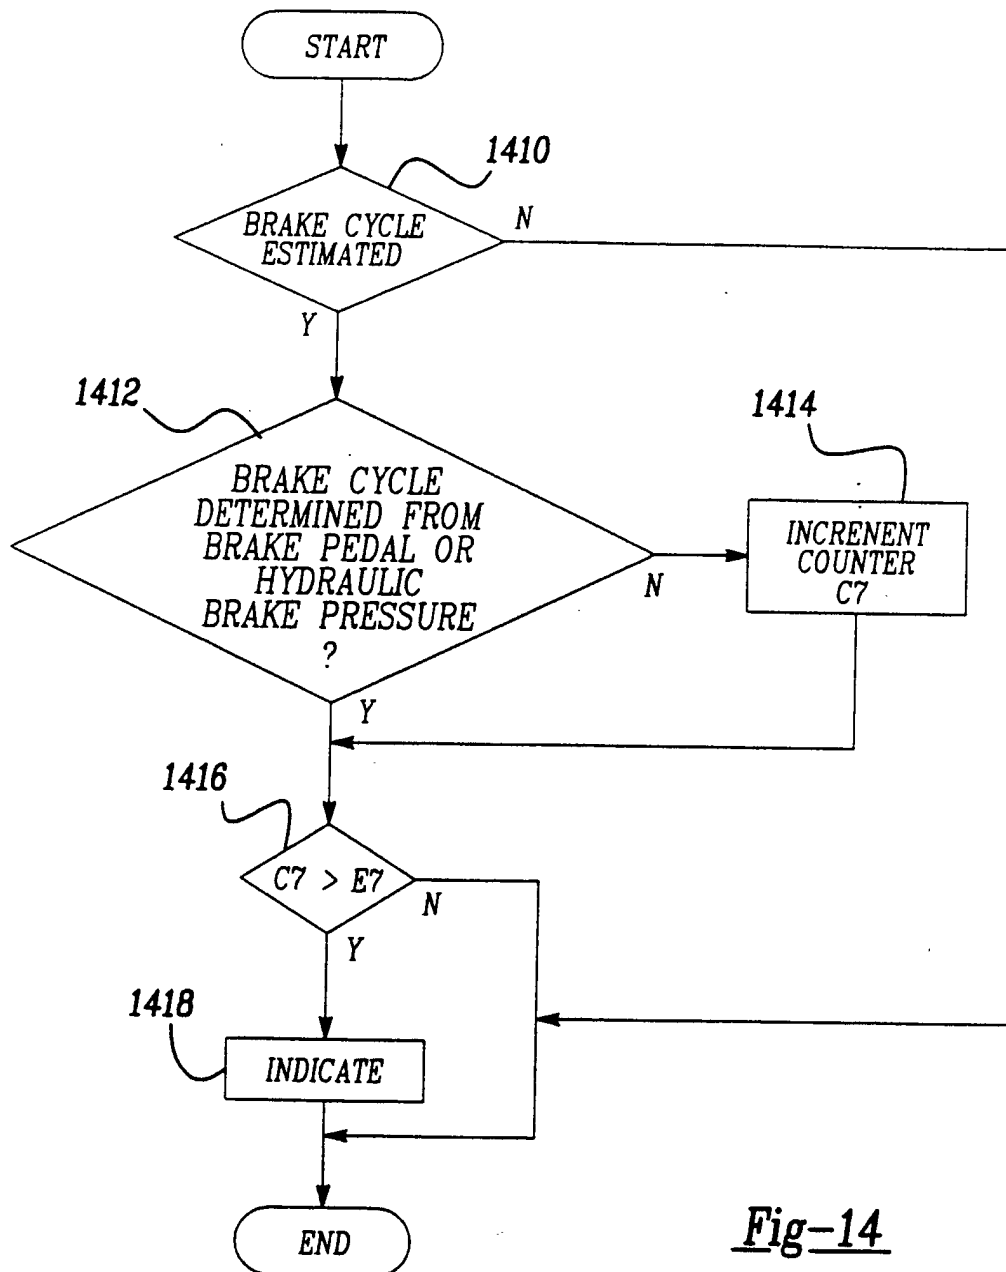 START
1410
BRAKE CYCLE
ESTIMATED
N
Y
1412
1414
BRAKE CYCLE
DETERMINED FROM
BRAKE PEDAL OR
HYDRAULIC
BRAKE PRESSURE
?
N
INCRENENT
COUNTER
C7
Y
1416
C7 > E7
N
Y
1418
INDICATE
END
Fig-14